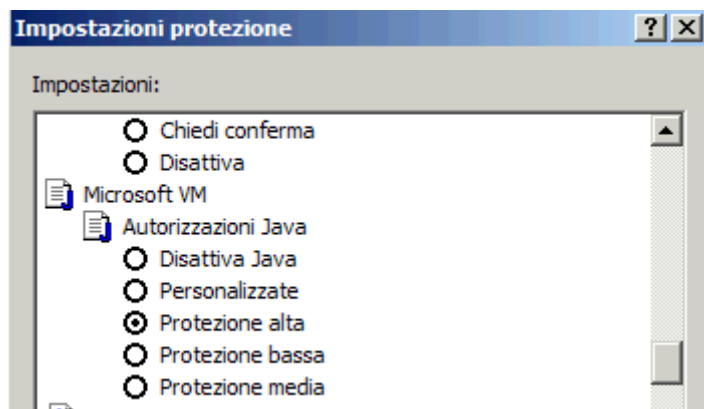 Impostazioni protezione
Impostazioni:
Chiedi conferma
Disattiva
Microsoft VM
Autorizzazioni Java
Disattiva Java
Personalizzate
Protezione alta
Protezione bassa
Protezione media